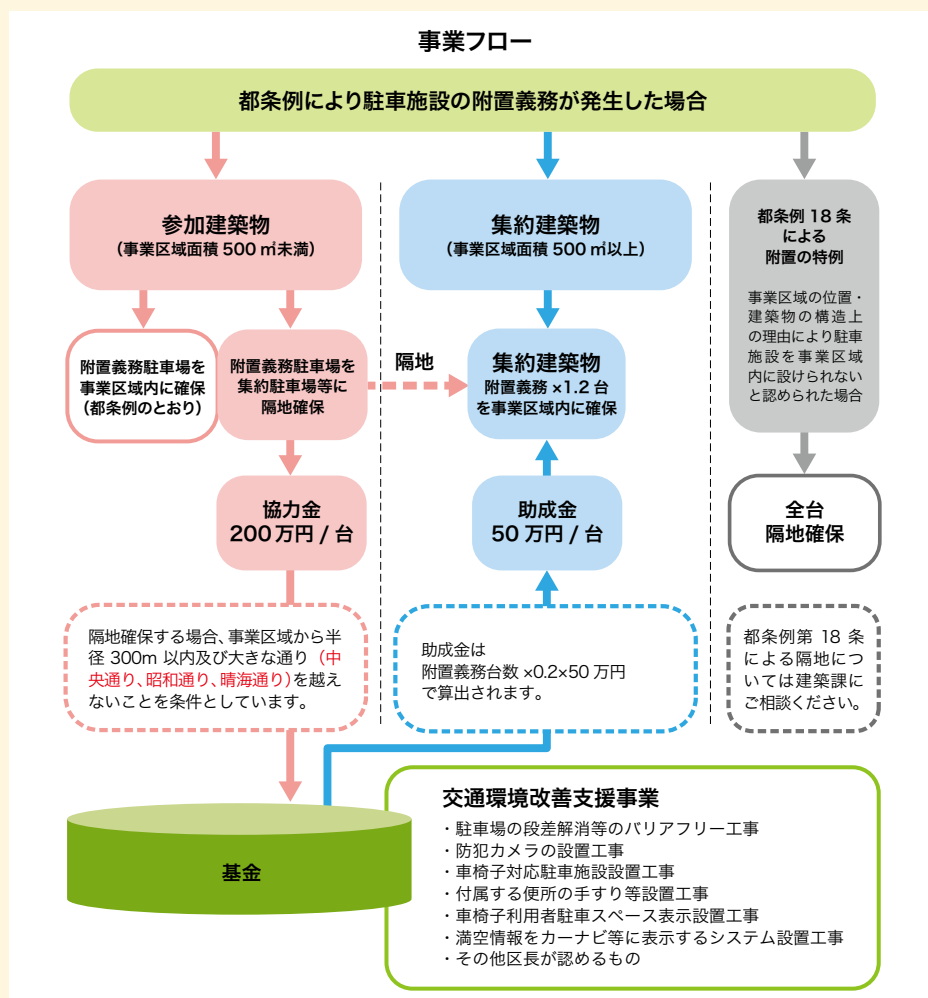 事業フロー
都条例により駐車施設の附置義務が発生した場合
参加建築物
（事業区域面積 500 ㎡未満）
附置義務駐車場を
事業区域内に確保
（都条例のとおり）
附置義務駐車場を
集約駐車場等に
隔地確保
隔地
協力金
200 万円 / 台
隔地確保する場合、事業区域から半
径 300m 以内及び大きな通り（中
央通り、昭和通り、晴海通り）を越え
ないことを条件としています。
集約建築物
（事業区域面積 500 ㎡以上）
集約建築物
附置義務 ×1.2 台
を事業区域内に確保
助成金
50 万円 / 台
助成金は
附置義務台数 ×0.2×50 万円
で算出されます。
都条例 18 条
による
附置の特例
事業区域の位置・
建築物の構造上
の理由により駐車
施設を事業区域
内に設けられない
と認められた場合
全台
隔地確保
都条例第 18 条
による隔地につ
いては建築課に
ご相談ください。
基金
交通環境改善支援事業
・駐車場の段差解消等のバリアフリー工事
・防犯カメラの設置工事
・車椅子対応駐車施設設置工事
・付属する便所の手すり等設置工事
・車椅子利用者駐車スペース表示設置工事
・満空情報をカーナビ等に表示するシステム設置工事
・その他区長が認めるもの